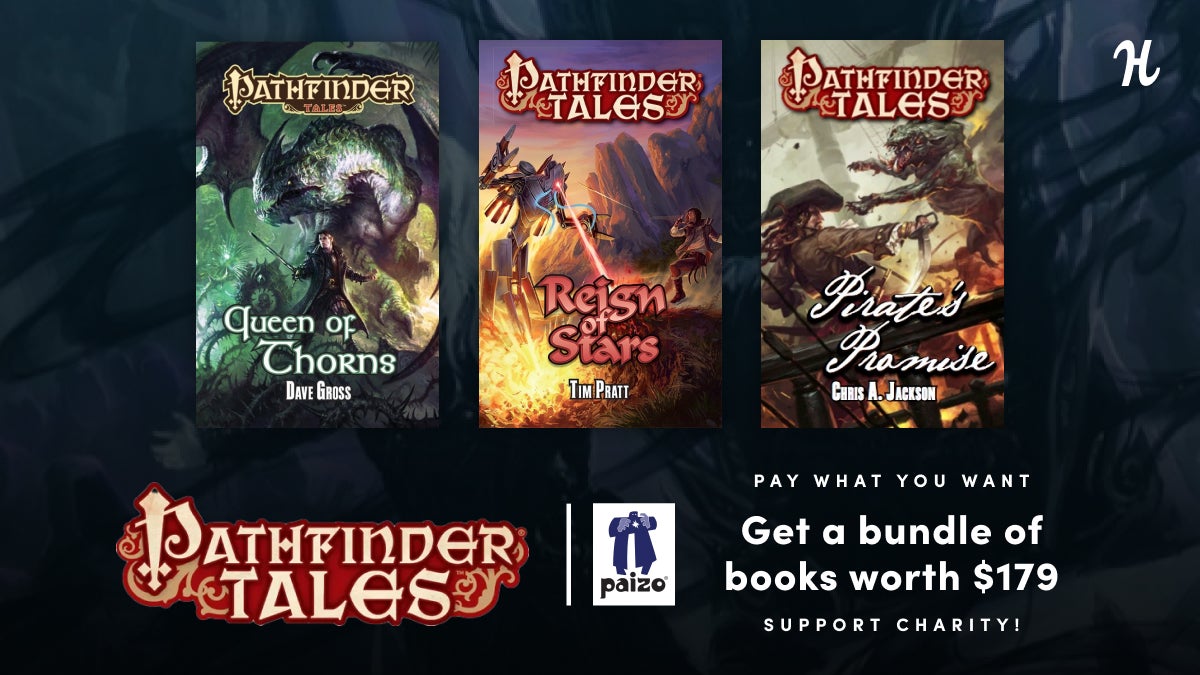 PATHFINDER
TALES
Queen of
Thorns
DAVE GROSS
PATHFINDER
TALES
Reign
of
Stars
TIM PRATT
PATHFINDER
TALES
Pirate's
Promise
CHRIS A. JACKSON
H
PATHFINDER
TALES
paizo
PAY WHAT YOU WANT
Get a bundle of
books worth $179
SUPPORT CHARITY!